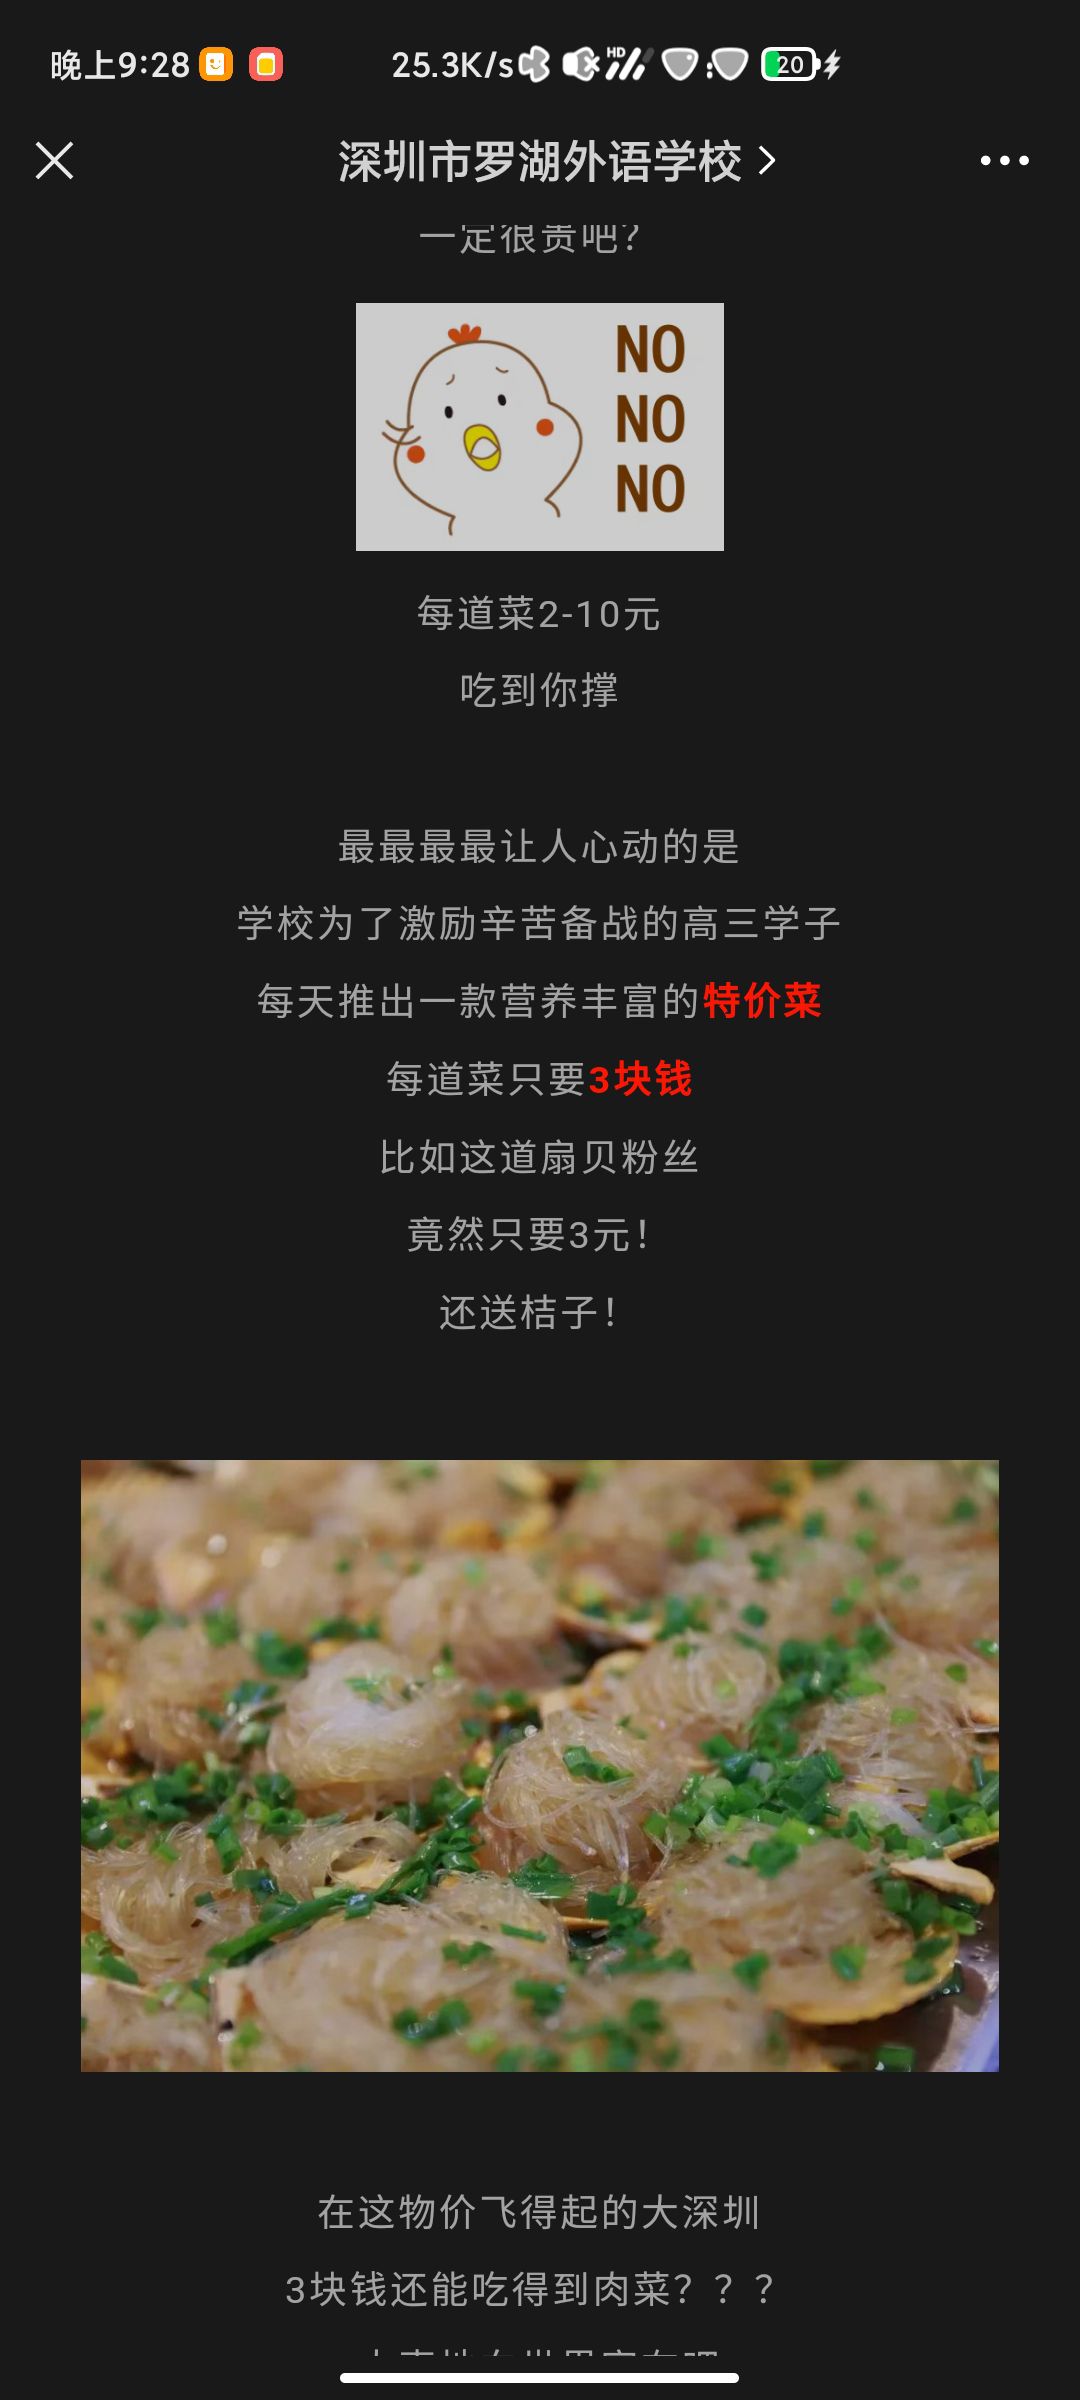 晚上9:28
25.3K/s
HD
20
深圳市罗湖外语学校
一定很贵吧？
NO
NO
NO
每道菜2-10元
吃到你撑
最最最最让人心动的是
学校为了激励辛苦备战的高三学子
每天推出一款营养丰富的特价菜
每道菜只要3块钱
比如这道扇贝粉丝
竟然只要3元！
还送桔子！
在这物价飞得起的大深圳
3块钱还能吃得到肉菜？？？